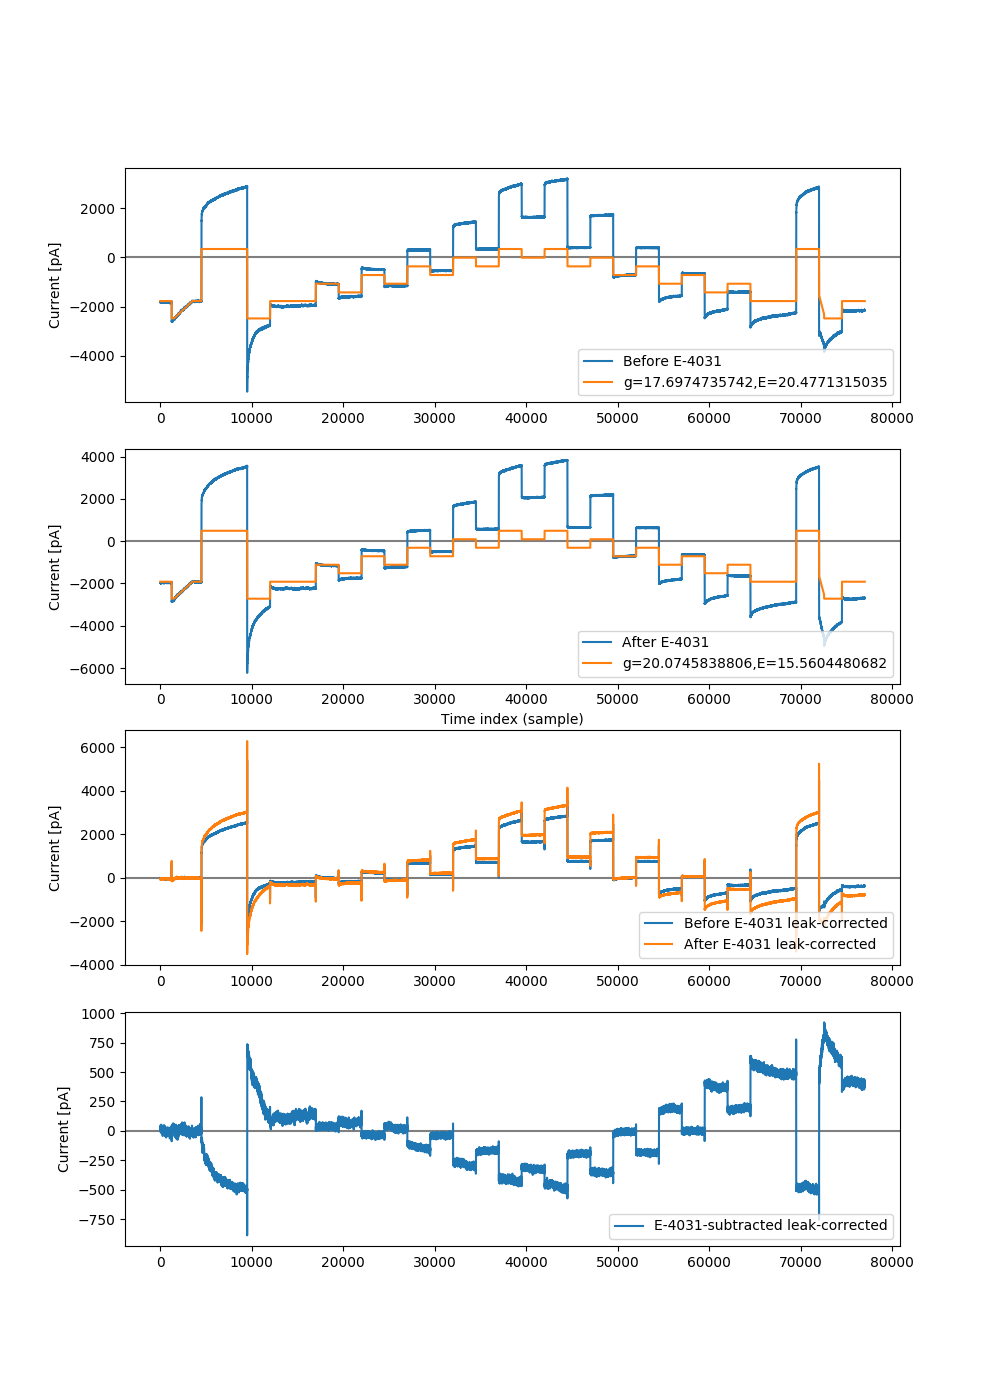 2000
0
−2000
−4000
Current [pA]
Before E-4031
g=17.6974735742,E=20.4771315035
0 10000 20000 30000 40000 50000 60000 70000 80000
4000
2000
0
−2000
−4000
−6000
Current [pA]
After E-4031
g=20.0745838806,E=15.5604480682
0 10000 20000 30000 40000 50000 60000 70000 80000
Time index (sample)
6000
4000
2000
0
−2000
−4000
Current [pA]
Before E-4031 leak-corrected
After E-4031 leak-corrected
0 10000 20000 30000 40000 50000 60000 70000 80000
1000
750
500
250
0
−250
−500
−750
Current [pA]
E-4031-subtracted leak-corrected
0 10000 20000 30000 40000 50000 60000 70000 80000